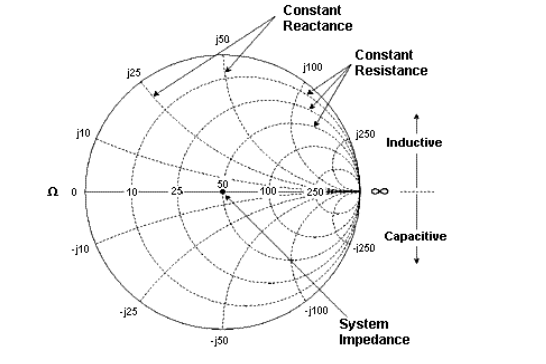 Constant
Reactance
j50
Constant
Resistance
j25
j100
j10
j250
Inductive
Ω 0 10 25 50 100 250 ∞
Capacitive
-j10
-j250
-j25
-j100
-j50
System
Impedance